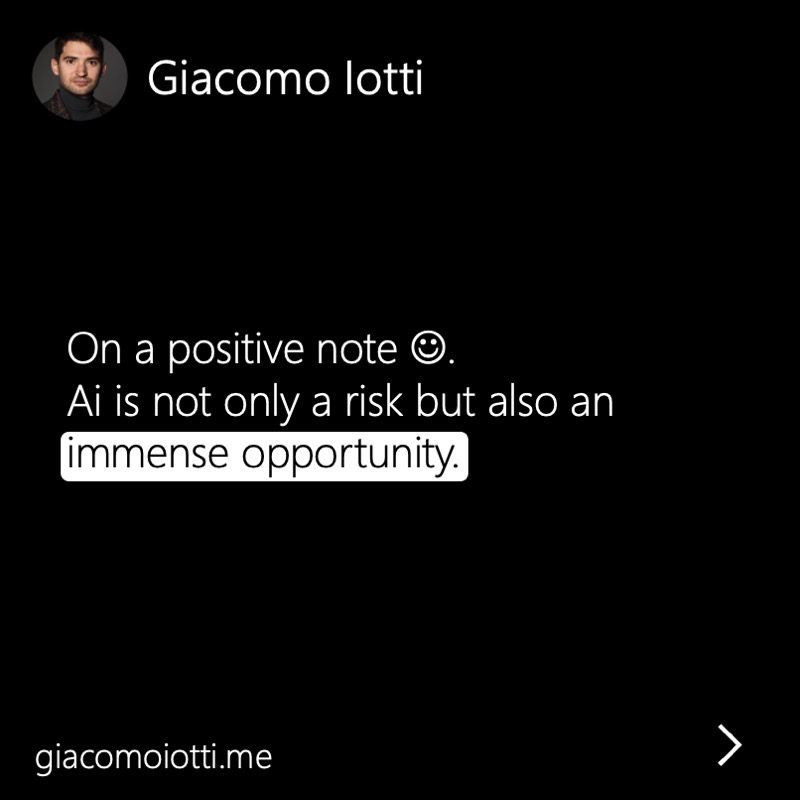 Giacomo Iotti
On a positive note ☺.
Ai is not only a risk but also an
immense opportunity.
giacomoiotti.me